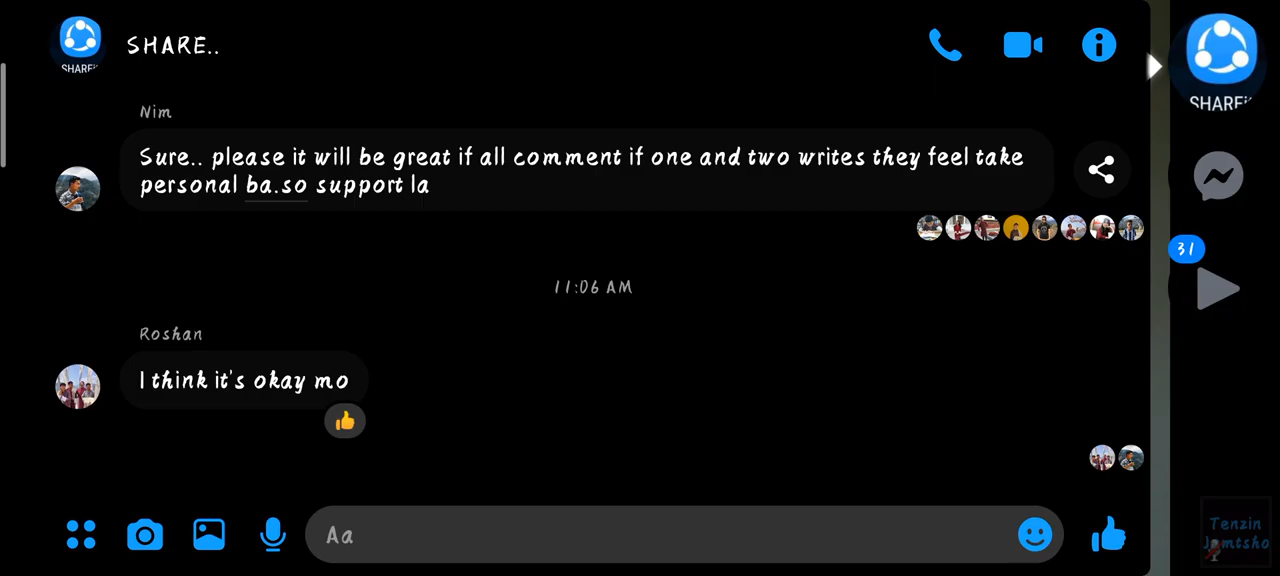 SHARE..
SHAREit
SHAREit
Nim
Sure.. please it will be great if all comment if one and two writes they feel take
personal ba.so support la
31
11:06 AM
Roshan
I think it's okay mo
Aa
Tenzin
Jamtsho